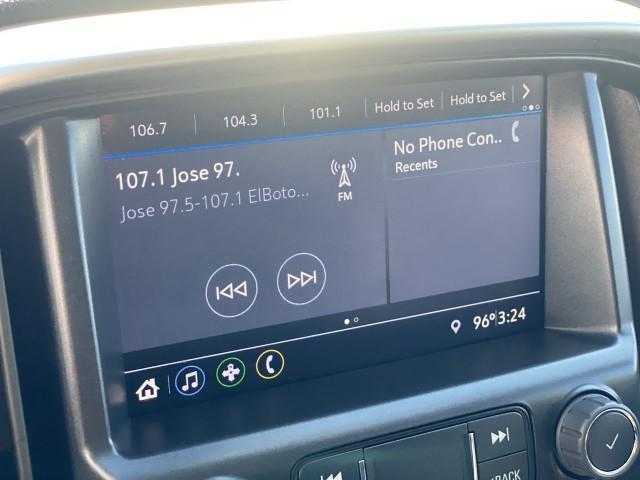 106.7 104.3 101.1 Hold to Set Hold to Set
107.1 Jose 97.
Jose 97.5-107.1 ElBoto...
FM
No Phone Con..
Recents
96° 3:24
BACK